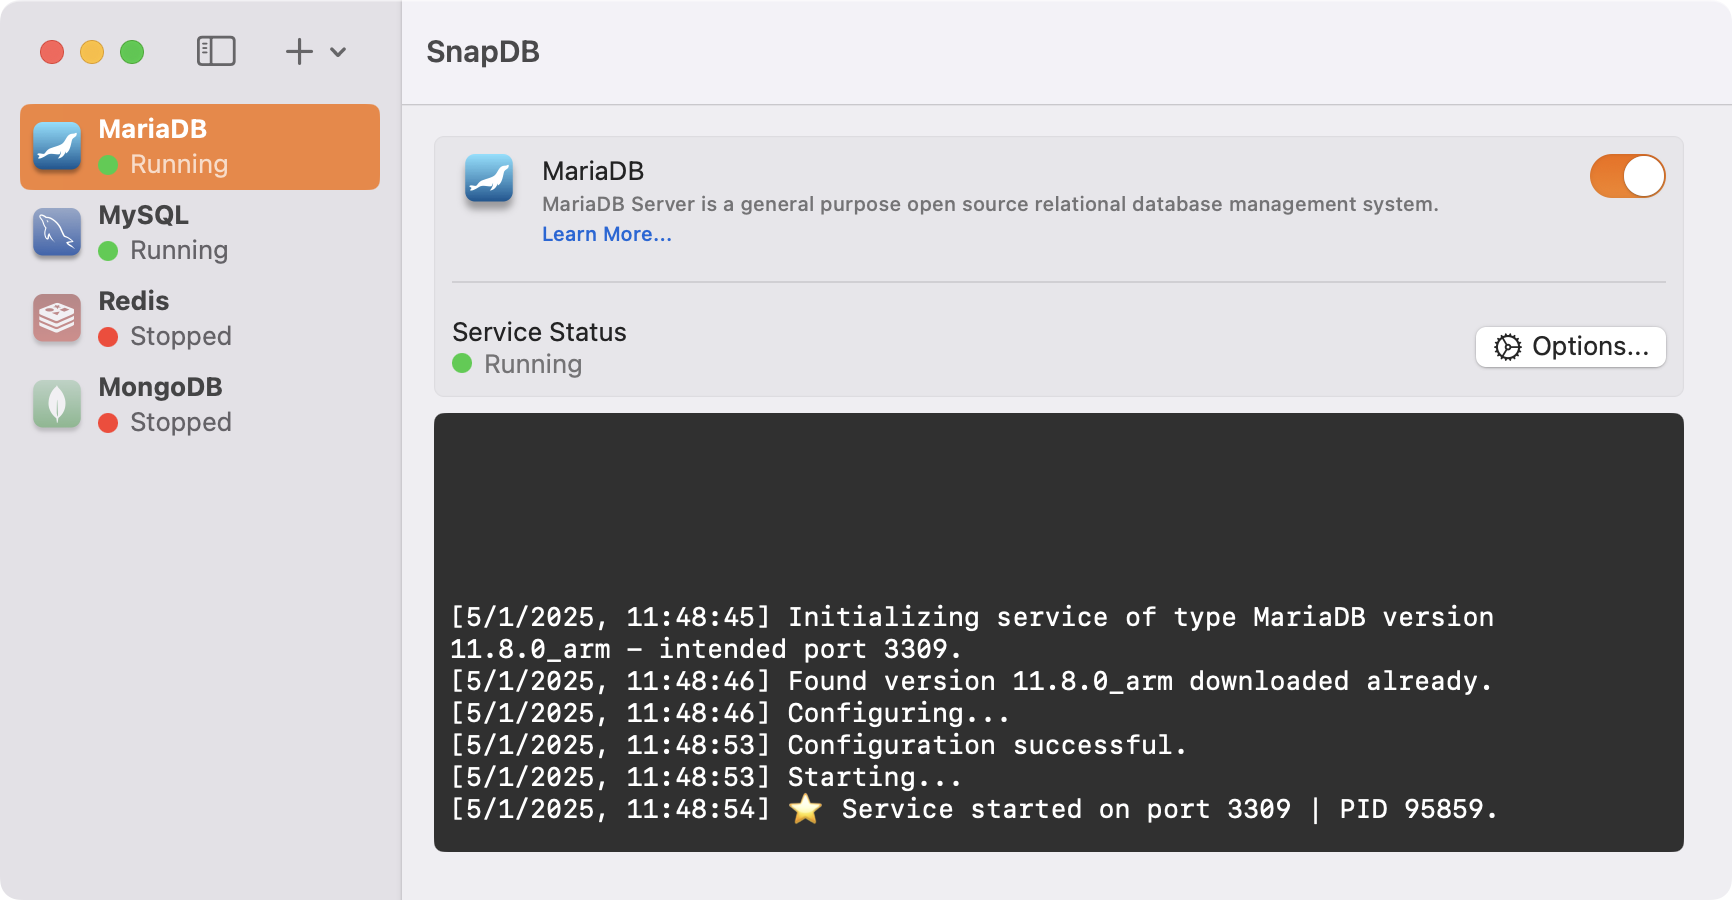 SnapDB
MariaDB
Running
MySQL
Running
Redis
Stopped
MongoDB
Stopped
MariaDB
MariaDB Server is a general purpose open source relational database management system.
Learn More...
Service Status
Running
Options...
[5/1/2025, 11:48:45] Initializing service of type MariaDB version
11.8.0_arm – intended port 3309.
[5/1/2025, 11:48:46] Found version 11.8.0_arm downloaded already.
[5/1/2025, 11:48:46] Configuring...
[5/1/2025, 11:48:53] Configuration successful.
[5/1/2025, 11:48:53] Starting...
[5/1/2025, 11:48:54] ⭐ Service started on port 3309 | PID 95859.